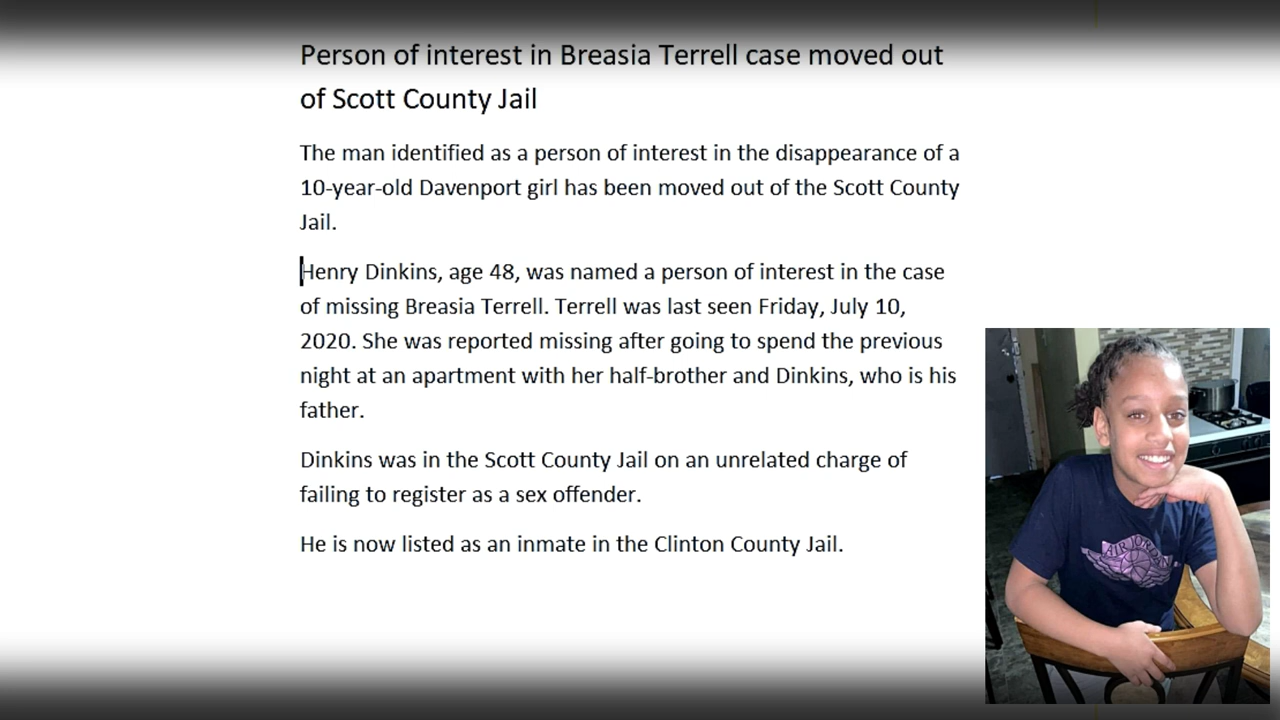 Person of interest in Breasia Terrell case moved out
of Scott County Jail
The man identified as a person of interest in the disappearance of a
10-year-old Davenport girl has been moved out of the Scott County
Jail.
Henry Dinkins, age 48, was named a person of interest in the case
of missing Breasia Terrell. Terrell was last seen Friday, July 10,
2020. She was reported missing after going to spend the previous
night at an apartment with her half-brother and Dinkins, who is his
father.
Dinkins was in the Scott County Jail on an unrelated charge of
failing to register as a sex offender.
He is now listed as an inmate in the Clinton County Jail.
AIR JORDAN